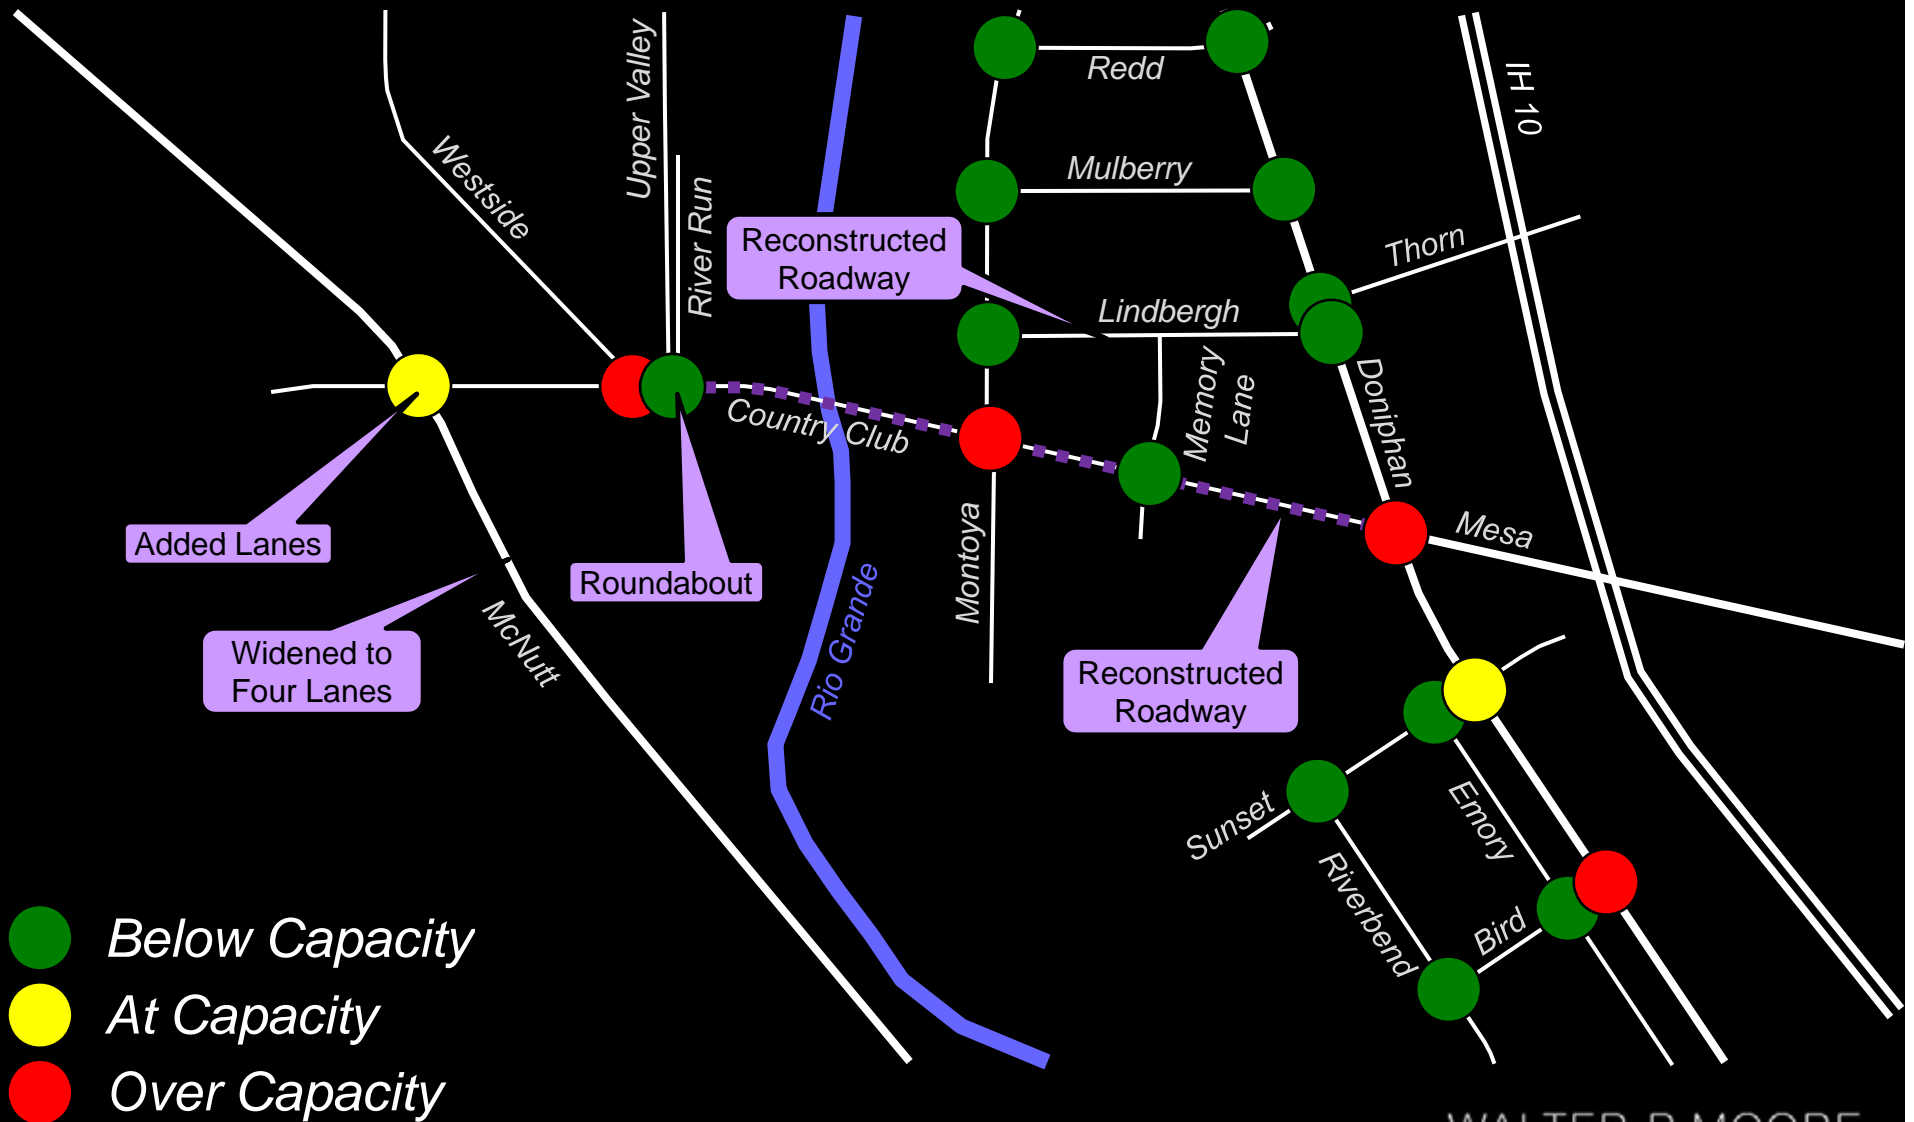 Redd
IH 10
Upper Valley
Westside
Mulberry
River Run
Reconstructed
Roadway
Thorn
Lindbergh
Memory
Lane
Doniphan
Country Club
Mesa
Added Lanes
Roundabout
Montoya
Rio Grande
McNutt
Widened to
Four Lanes
Reconstructed
Roadway
Sunset
Emory
Riverbend
Bird
Below Capacity
At Capacity
Over Capacity
WALTER P MOORE